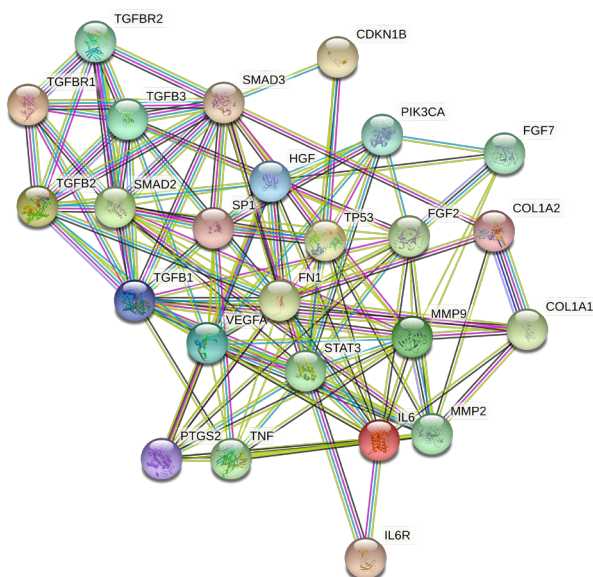 TGFBR2
CDKN1B
TGFBR1
SMAD3
TGFB3
PIK3CA
FGF7
HGF
TGFB2
SMAD2
SP1
TP53
FGF2
COL1A2
TGFB1
FN1
COL1A1
VEGFA
MMP9
STAT3
IL6
MMP2
PTGS2
TNF
IL6R